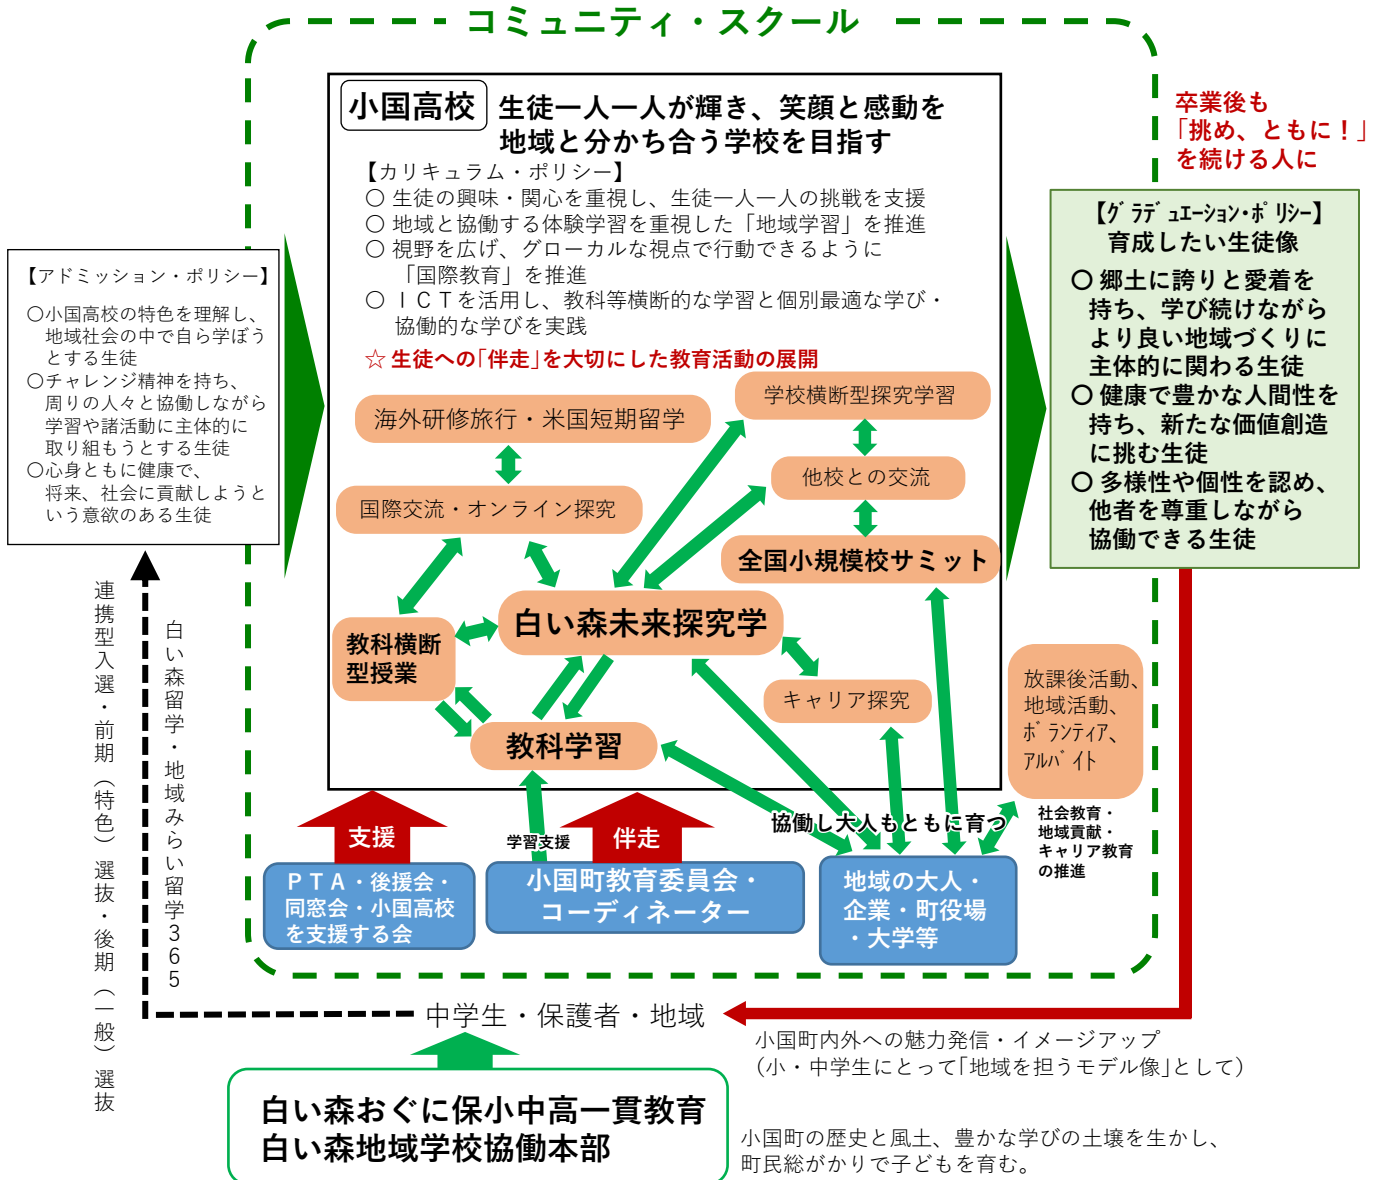 コミュニティ・スクール
小国高校
生徒一人一人が輝き、笑顔と感動を
地域と分かち合う学校を目指す
【カリキュラム・ポリシー】
〇 生徒の興味・関心を重視し、生徒一人一人の挑戦を支援
〇 地域と協働する体験学習を重視した「地域学習」を推進
〇 視野を広げ、グローカルな視点で行動できるように
「国際教育」を推進
〇 ＩＣＴを活用し、教科等横断的な学習と個別最適な学び・
協働的な学びを実践
☆ 生徒への「伴走」を大切にした教育活動の展開
卒業後も
「挑め、ともに！」
を続ける人に
【ｸﾞﾗﾃﾞｭｴｰｼｮﾝ・ﾎﾟﾘｼｰ】
育成したい生徒像
〇 郷土に誇りと愛着を
持ち、学び続けながら
より良い地域づくりに
主体的に関わる生徒
〇 健康で豊かな人間性を
持ち、新たな価値創造
に挑む生徒
〇 多様性や個性を認め、
他者を尊重しながら
協働できる生徒
【アドミッション・ポリシー】
〇小国高校の特色を理解し、
地域社会の中で自ら学ぼう
とする生徒
〇チャレンジ精神を持ち、
周りの人々と協働しながら
学習や諸活動に主体的に
取り組もうとする生徒
〇心身ともに健康で、
将来、社会に貢献しようと
いう意欲のある生徒
海外研修旅行・米国短期留学
学校横断型探究学習
国際交流・オンライン探究
他校との交流
全国小規模校サミット
白い森未来探究学
教科横断
型授業
キャリア探究
教科学習
放課後活動、
地域活動、
ﾎﾞﾗﾝﾃｨｱ、
ｱﾙﾊﾞｲﾄ
社会教育・
地域貢献・
キャリア教育
の推進
協働し大人もともに育つ
支援
学習支援
伴走
ＰＴＡ・後援会・
同窓会・小国高校
を支援する会
小国町教育委員会・
コーディネーター
地域の大人・
企業・町役場
・大学等
白い森留学・地域みらい留学３６５
連携型入選・前期（特色）選抜・後期（一般）選抜
中学生・保護者・地域
小国町内外への魅力発信・イメージアップ
（小・中学生にとって「地域を担うモデル像」として）
白い森おぐに保小中高一貫教育
白い森地域学校協働本部
小国町の歴史と風土、豊かな学びの土壌を生かし、
町民総がかりで子どもを育む。